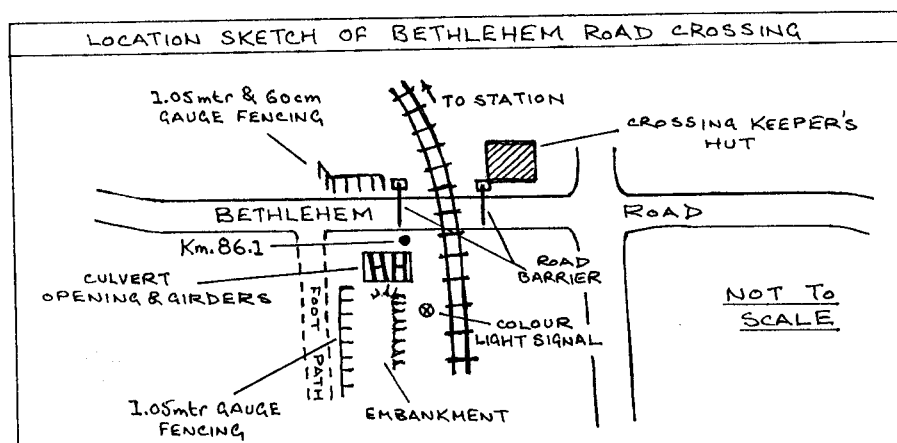 LOCATION SKETCH OF BETHLEHEM ROAD CROSSING
1.05mtr & 60cm
GAUGE FENCING
TO STATION
CROSSING KEEPER'S
HUT
BETHLEHEM
ROAD
Km.86.1
ROAD
BARRIER
CULVERT
OPENING & GIRDERS
FOOT
PATH
COLOUR
LIGHT SIGNAL
NOT TO
SCALE
1.05mtr GAUGE
FENCING
EMBANKMENT